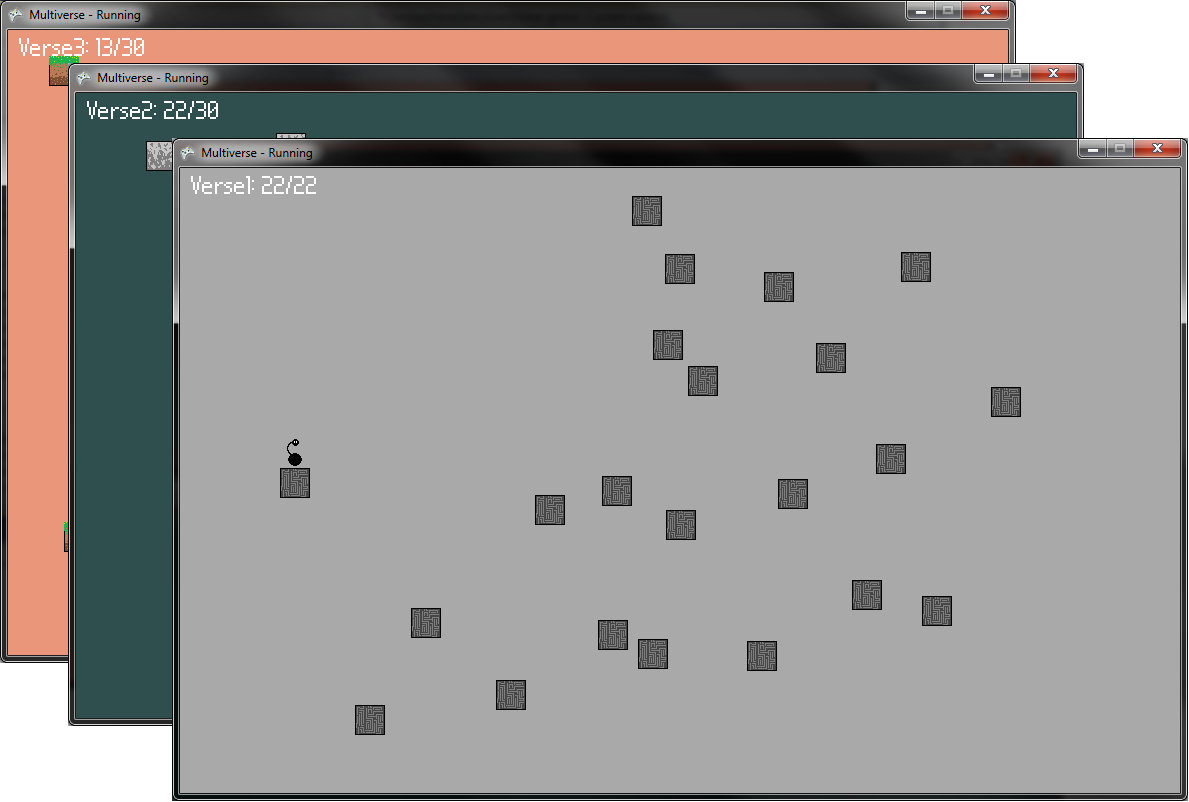 Multiverse - Running
Verse3: 13/30
Multiverse - Running
Verse2: 22/30
Multiverse - Running
Verse1: 22/22